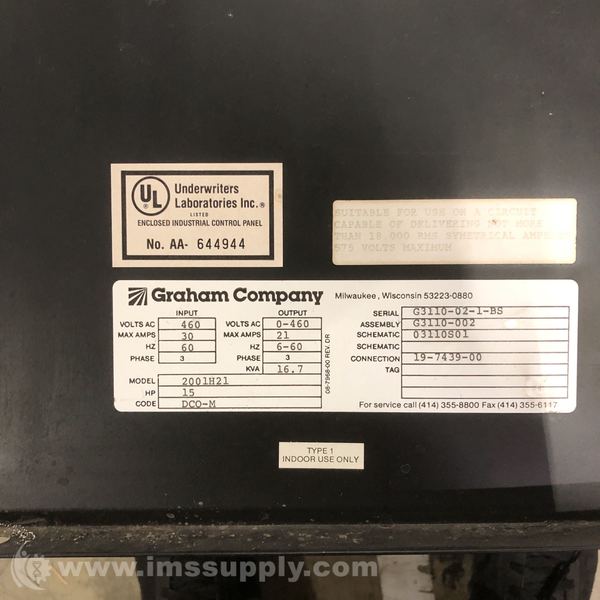 UL
Underwriters
Laboratories Inc.®
LISTED
ENCLOSED INDUSTRIAL CONTROL PANEL
No. AA- 644944
SUITABLE FOR USE ON A CIRCUIT
CAPABLE OF DELIVERING NOT MORE
THAN 18 000 RMS SYMETRICAL AMPERES
575 VOLTS MAXIMUM
Graham Company Milwaukee, Wisconsin 53223-0880
INPUT OUTPUT
VOLTS AC 460 VOLTS AC 0-460
MAX AMPS 30 MAX AMPS 21
HZ 60 HZ 6-60
PHASE 3 PHASE 3
KVA 16.7
MODEL 2001H21
HP 15
CODE DCO-M
08-7968-00 REV. DR
SERIAL G3110-02-1-BS
ASSEMBLY G3110-002
SCHEMATIC 03110S01
SCHEMATIC
CONNECTION 19-7439-00
TAG
For service call (414) 355-8800 Fax (414) 355-6117
TYPE 1
INDOOR USE ONLY
www.imssupply.com